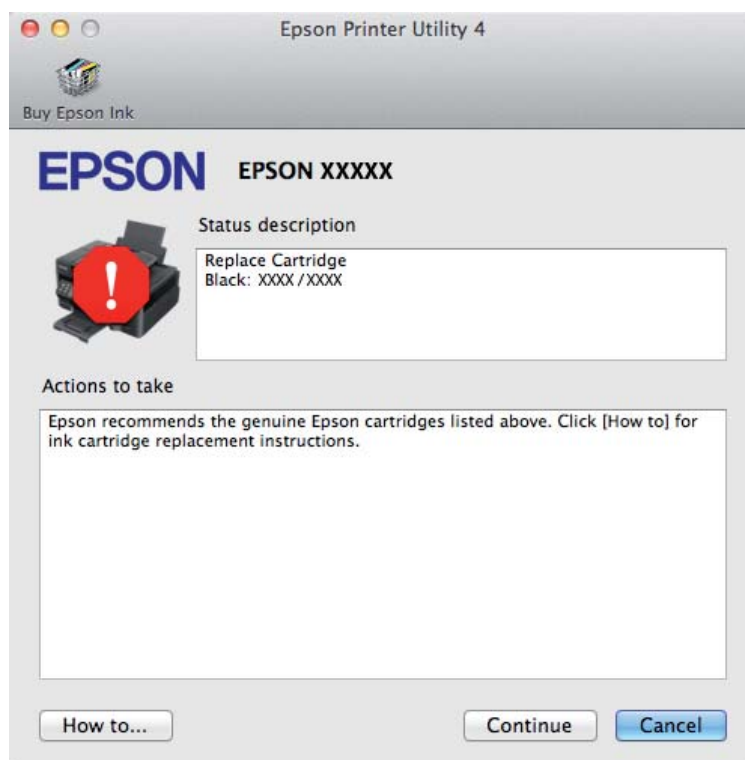 Epson Printer Utility 4
Buy Epson Ink
EPSON EPSON XXXXX
Status description
Replace Cartridge
Black: XXXX / XXXX
Actions to take
Epson recommends the genuine Epson cartridges listed above. Click [How to] for
ink cartridge replacement instructions.
How to... Continue Cancel